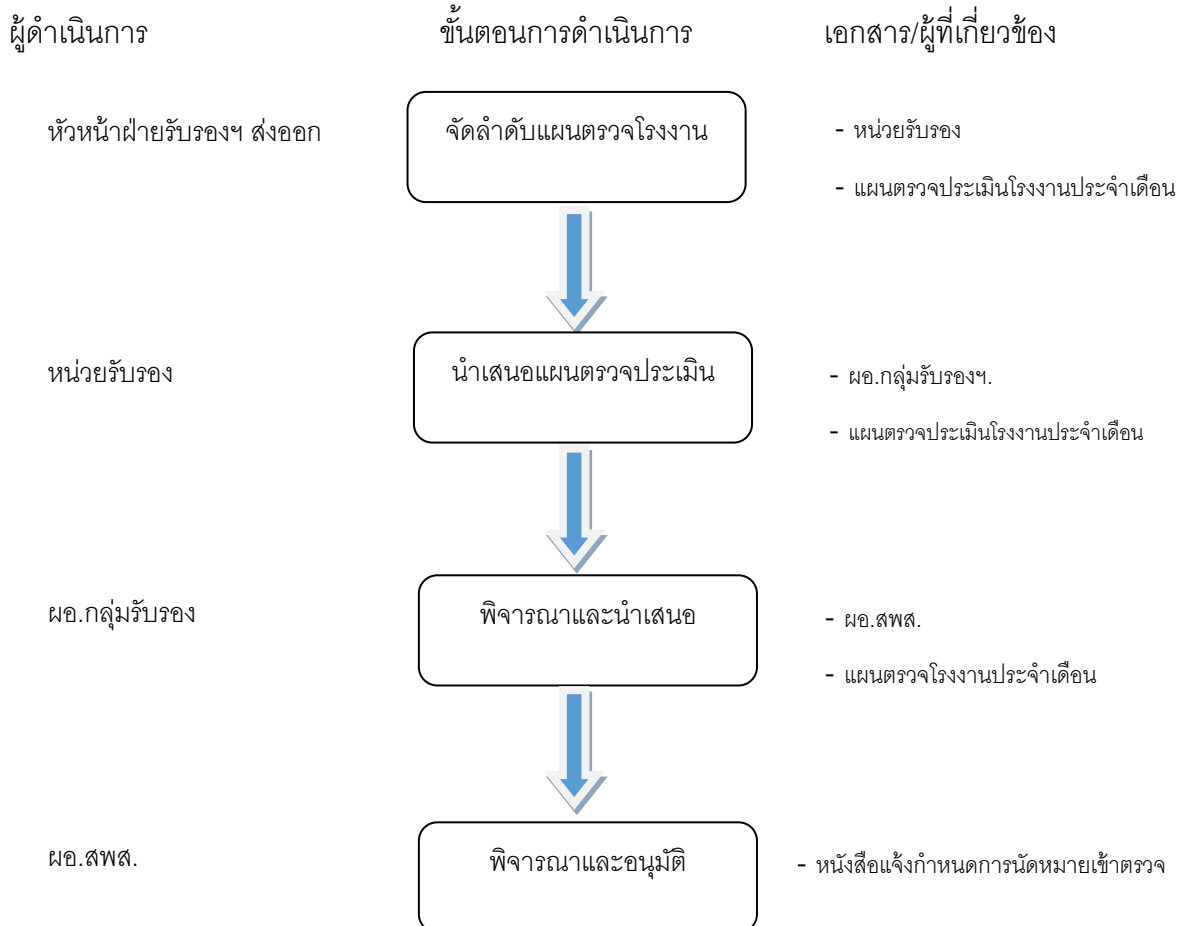 ผู้ดำเนินการ ขั้นตอนการดำเนินการ เอกสาร/ผู้ที่เกี่ยวข้อง
หัวหน้าฝ่ายรับรองฯ ส่งออก จัดลำดับแผนตรวจโรงงาน - หน่วยรับรอง
- แผนตรวจประเมินโรงงานประจำเดือน
หน่วยรับรอง นำเสนอแผนตรวจประเมิน - ผอ.กลุ่มรับรองฯ.
- แผนตรวจประเมินโรงงานประจำเดือน
ผอ.กลุ่มรับรอง พิจารณาและนำเสนอ - ผอ.สพส.
- แผนตรวจโรงงานประจำเดือน
ผอ.สพส. พิจารณาและอนุมัติ - หนังสือแจ้งกำหนดการนัดหมายเข้าตรวจ